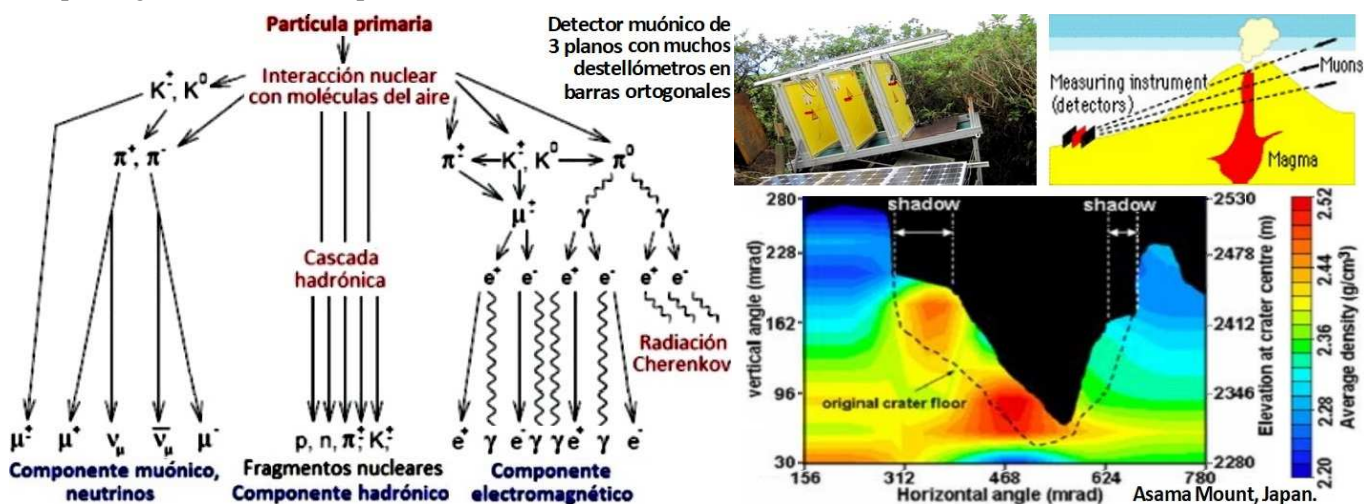 Partícula primaria
Interacción nuclear
con moléculas del aire
K±, K⁰
π⁺, π⁻
π± K±, K⁰ π⁰
μ± γ γ
Cascada
hadrónica
e⁺ e⁻ e⁺ e⁻ e⁺ e⁻
Radiación
Cherenkov
μ± μ⁺ νμ ν̄μ μ⁻
p, n, π±, K±
e⁺ γ e⁻ γ γ e⁺ γ e⁻
Componente muónico,
neutrinos
Fragmentos nucleares
Componente hadrónico
Componente
electromagnético
Detector muónico de
3 planos con muchos
destellómetros en
barras ortogonales
Measuring instrument
(detectors)
Muons
Magma
shadow
shadow
original crater floor
vertical angle (mrad)
280
228
162
96
30
156 312 468 624 780
Horizontal angle (mrad)
2530
2478
2412
2346
2280
Elevation at crater centre (m)
2.52
2.44
2.36
2.28
2.20
Average density (g/cm³)
Asama Mount, Japan.